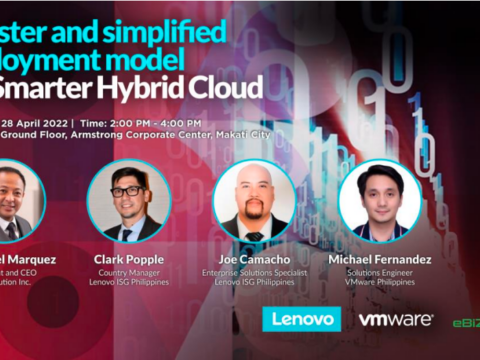 ster and simplified
loyment model
Smarter Hybrid Cloud
28 April 2022 | Time: 2:00 PM - 4:00 PM
Ground Floor, Armstrong Corporate Center, Makati City
el Marquez
nt and CEO
ution Inc.
Clark Popple
Country Manager
Lenovo ISG Philippines
Joe Camacho
Enterprise Solutions Specialist
Lenovo ISG Philippines
Michael Fernandez
Solutions Engineer
VMware Philippines
Lenovo
vmware®
eBIZ